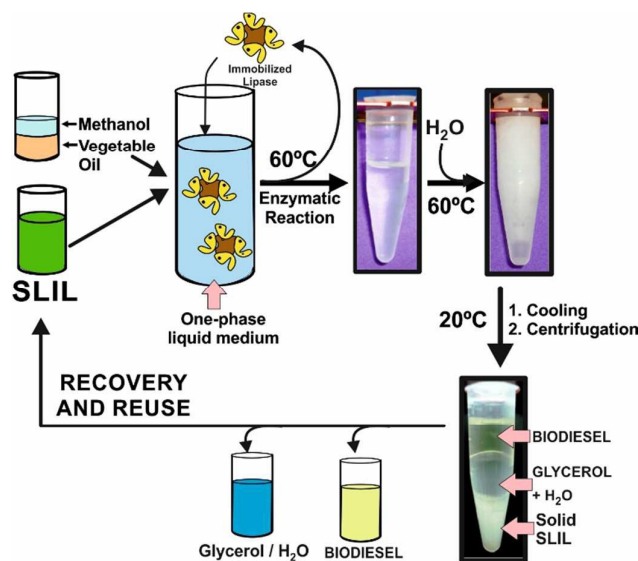 Immobilized
Lipase
Methanol
Vegetable
Oil
SLIL
60ºC
Enzymatic
Reaction
H₂O
60ºC
One-phase
liquid medium
20ºC
1. Cooling
2. Centrifugation
RECOVERY
AND REUSE
BIODIESEL
GLYCEROL
+ H₂O
Solid
SLIL
Glycerol / H₂O
BIODIESEL